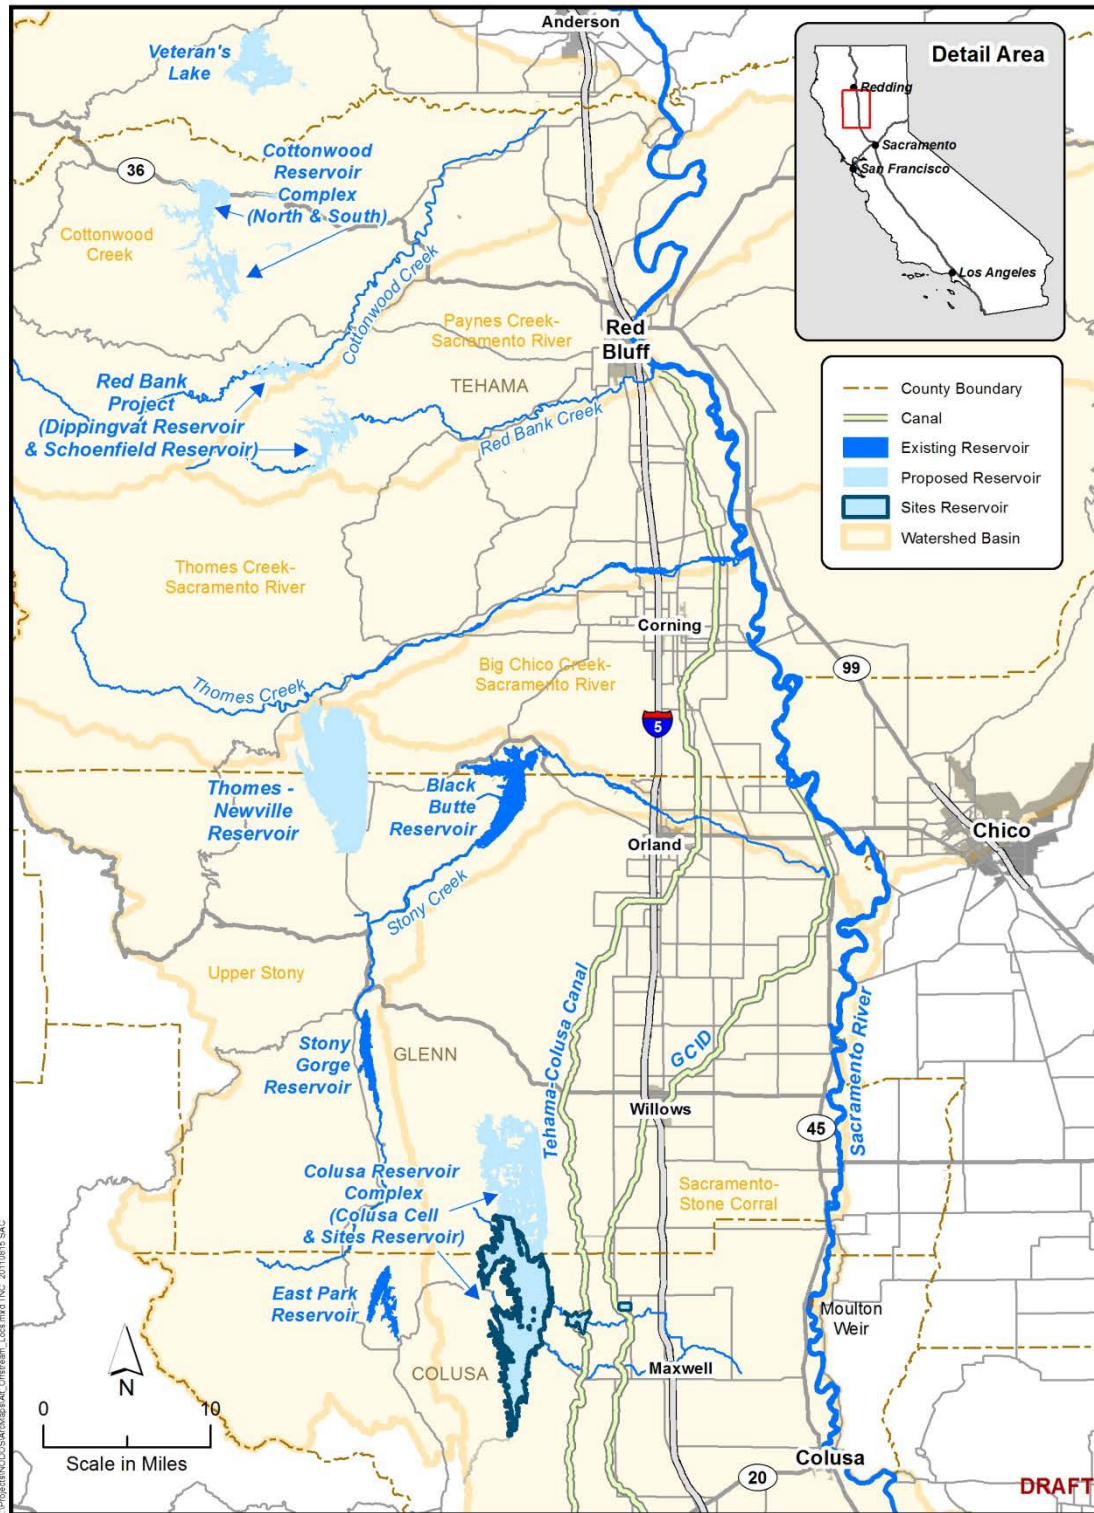 Anderson
Veteran's
Lake
Detail Area
Redding
Sacramento
San Francisco
Los Angeles
36
Cottonwood
Reservoir
Complex
(North & South)
Cottonwood
Creek
Cottonwood Creek
Paynes Creek-
Sacramento River
Red
Bluff
TEHAMA
Red Bank
Project
(Dippingvat Reservoir
& Schoenfield Reservoir)
Red Bank Creek
County Boundary
Canal
Existing Reservoir
Proposed Reservoir
Sites Reservoir
Watershed Basin
Thomes Creek-
Sacramento River
Corning
Thomes Creek
Big Chico Creek-
Sacramento River
99
5
Thomes -
Newville
Reservoir
Black
Butte
Reservoir
Orland
Chico
Stony Creek
Upper Stony
Tehama-Colusa Canal
GCID
Sacramento River
Stony
Gorge
Reservoir
GLENN
Willows
45
Colusa Reservoir
Complex
(Colusa Cell
& Sites Reservoir)
Sacramento-
Stone Corral
East Park
Reservoir
Moulton
Weir
COLUSA
Maxwell
N
0 10
Scale in Miles
Colusa
20
DRAFT